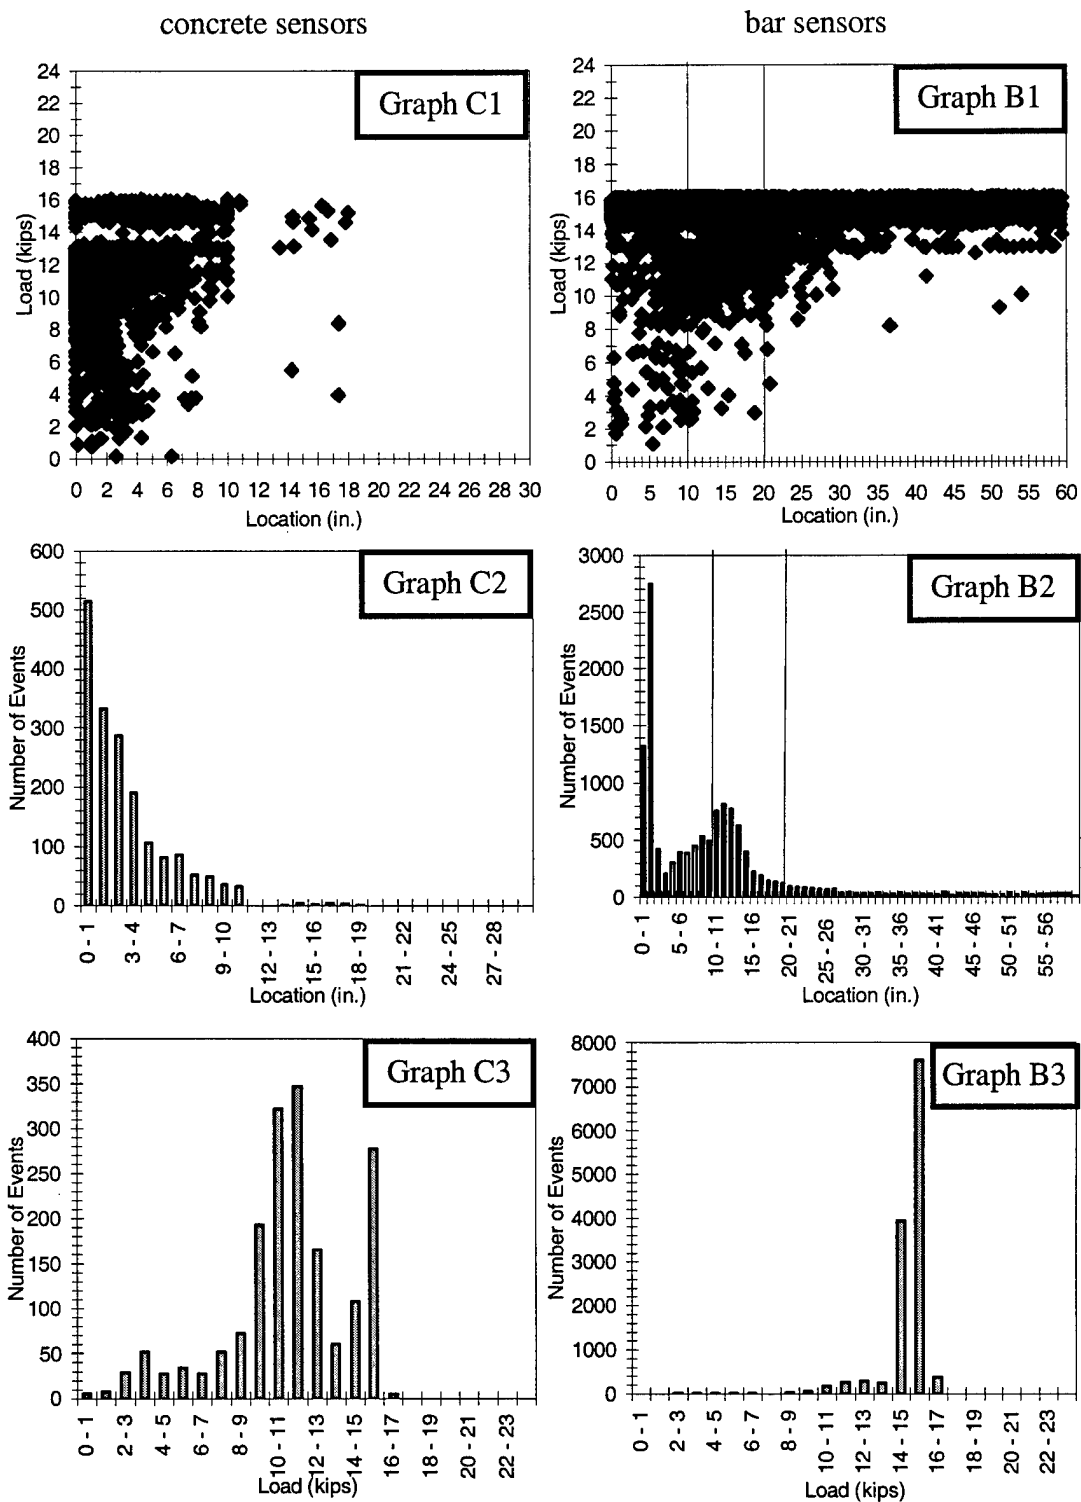 concrete sensors
bar sensors
Graph C1
24
22
20
18
16
14
12
10
8
6
4
2
0
Load (kips)
0 2 4 6 8 10 12 14 16 18 20 22 24 26 28 30
Location (in.)
Graph B1
24
22
20
18
16
14
12
10
8
6
4
2
0
Load (kips)
0 5 10 15 20 25 30 35 40 45 50 55 60
Location (in.)
Graph C2
600
500
400
300
200
100
0
Number of Events
0 - 1 3 - 4 6 - 7 9 - 10 12 - 13 15 - 16 18 - 19 21 - 22 24 - 25 27 - 28
Location (in.)
Graph B2
3000
2500
2000
1500
1000
500
0
Number of Events
0 - 1 5 - 6 10 - 11 15 - 16 20 - 21 25 - 26 30 - 31 35 - 36 40 - 41 45 - 46 50 - 51 55 - 56
Location (in.)
Graph C3
400
350
300
250
200
150
100
50
0
Number of Events
0 - 1 2 - 3 4 - 5 6 - 7 8 - 9 10 - 11 12 - 13 14 - 15 16 - 17 18 - 19 20 - 21 22 - 23
Load (kips)
Graph B3
8000
7000
6000
5000
4000
3000
2000
1000
0
Number of Events
0 - 1 2 - 3 4 - 5 6 - 7 8 - 9 10 - 11 12 - 13 14 - 15 16 - 17 18 - 19 20 - 21 22 - 23
Load (kips)